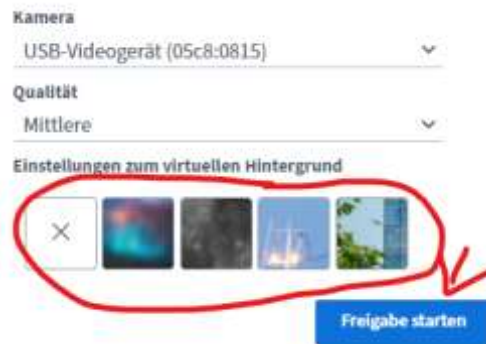 Kamera
USB-Videogerät (05c8:0815)
Qualität
Mittlere
Einstellungen zum virtuellen Hintergrund
Freigabe starten